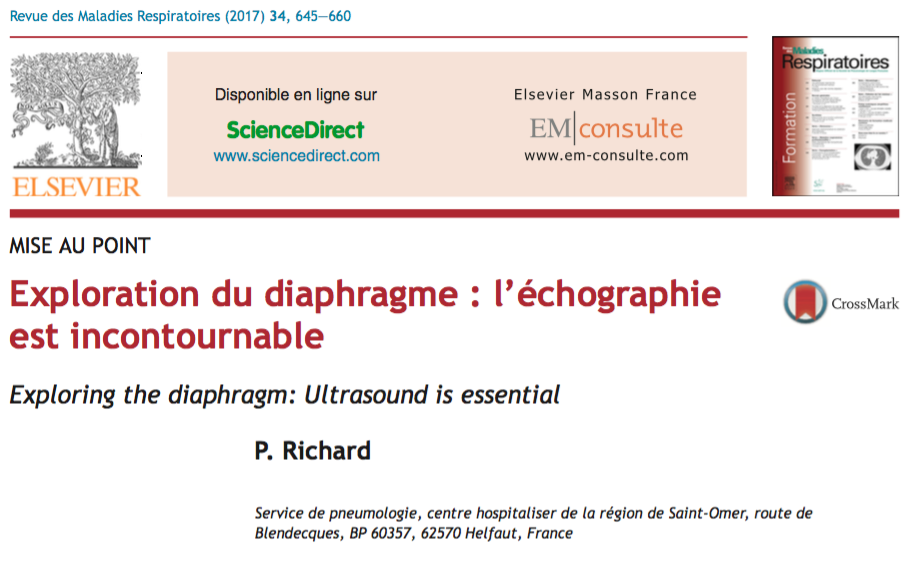 Revue des Maladies Respiratoires (2017) 34, 645—660
Disponible en ligne sur
ScienceDirect
www.sciencedirect.com
Elsevier Masson France
EM|consulte
www.em-consulte.com
ELSEVIER
Revue des Maladies
Respiratoires
Formation
MISE AU POINT
Exploration du diaphragme : l’échographie
est incontournable
CrossMark
Exploring the diaphragm: Ultrasound is essential
P. Richard
Service de pneumologie, centre hospitaliser de la région de Saint-Omer, route de
Blendecques, BP 60357, 62570 Helfaut, France